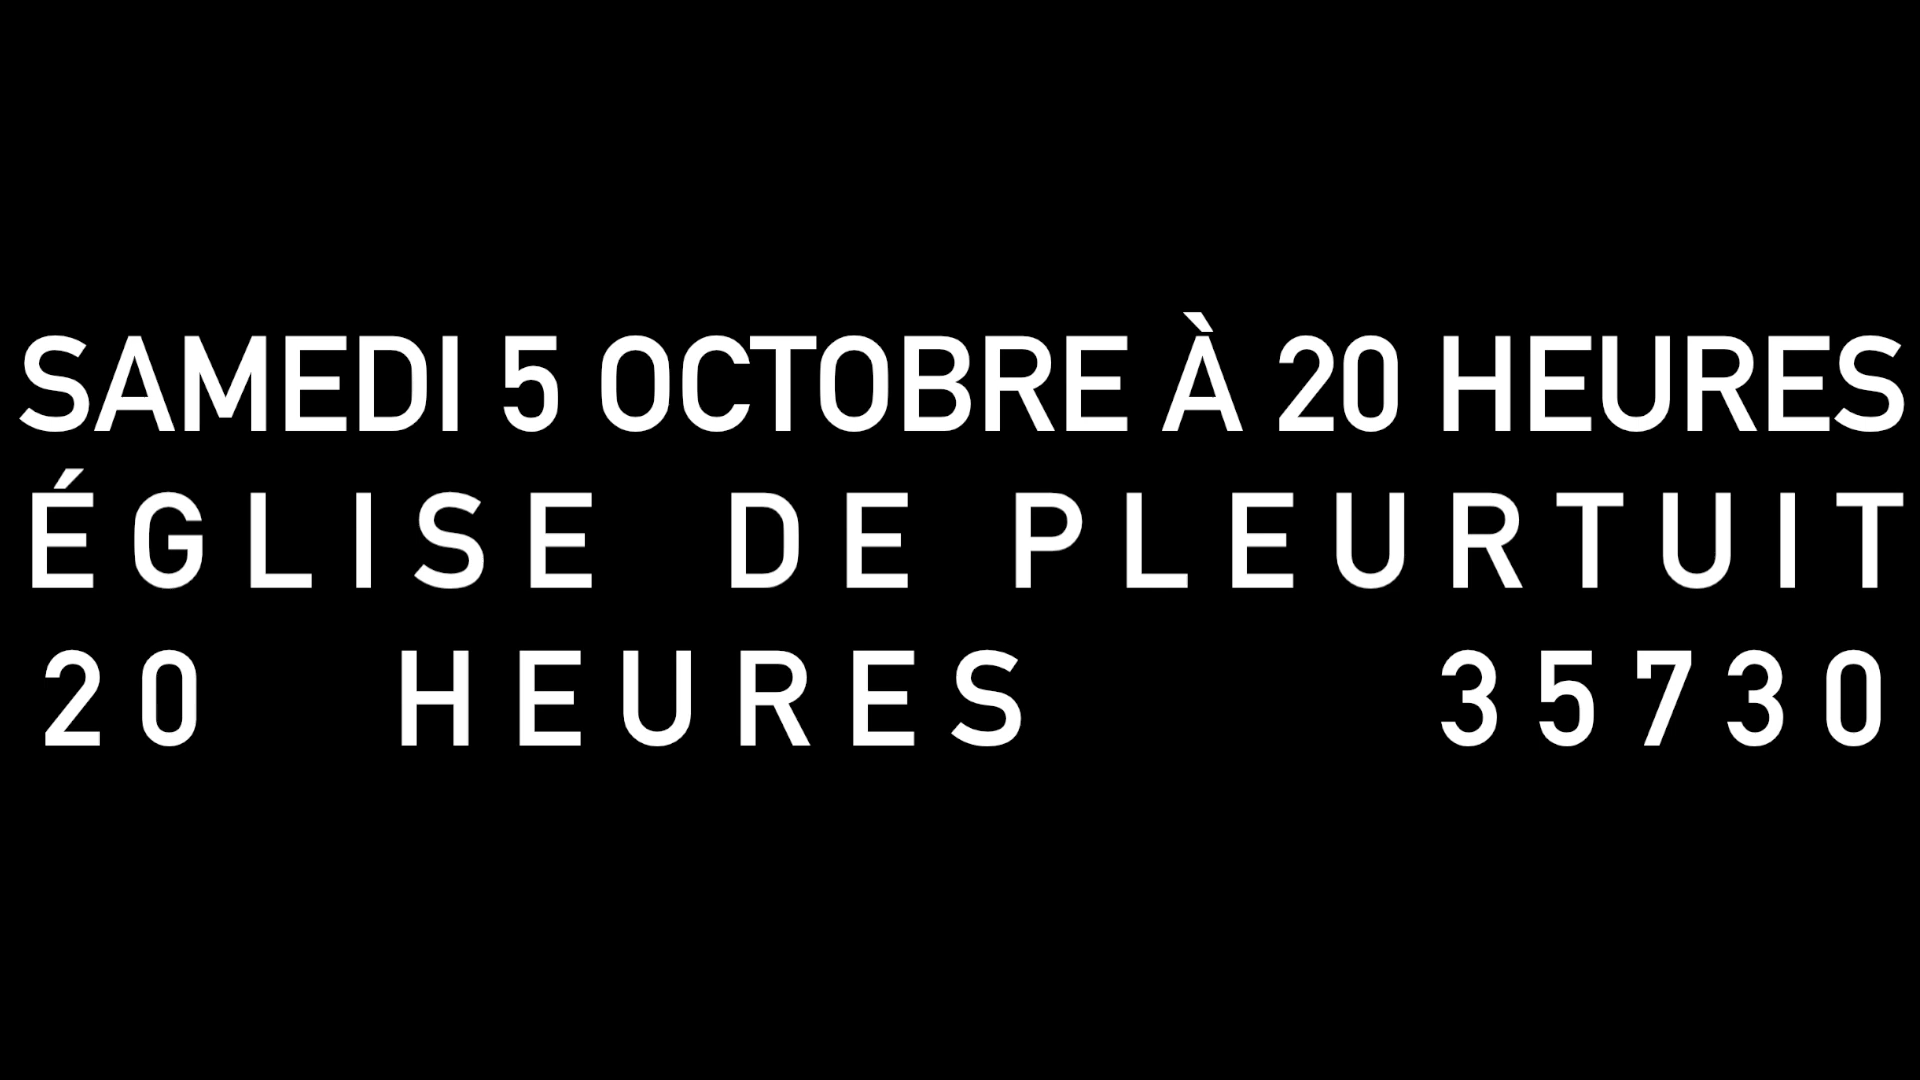 SAMEDI 5 OCTOBRE À 20 HEURES
ÉGLISE DE PLEURTUIT
20 HEURES 35730